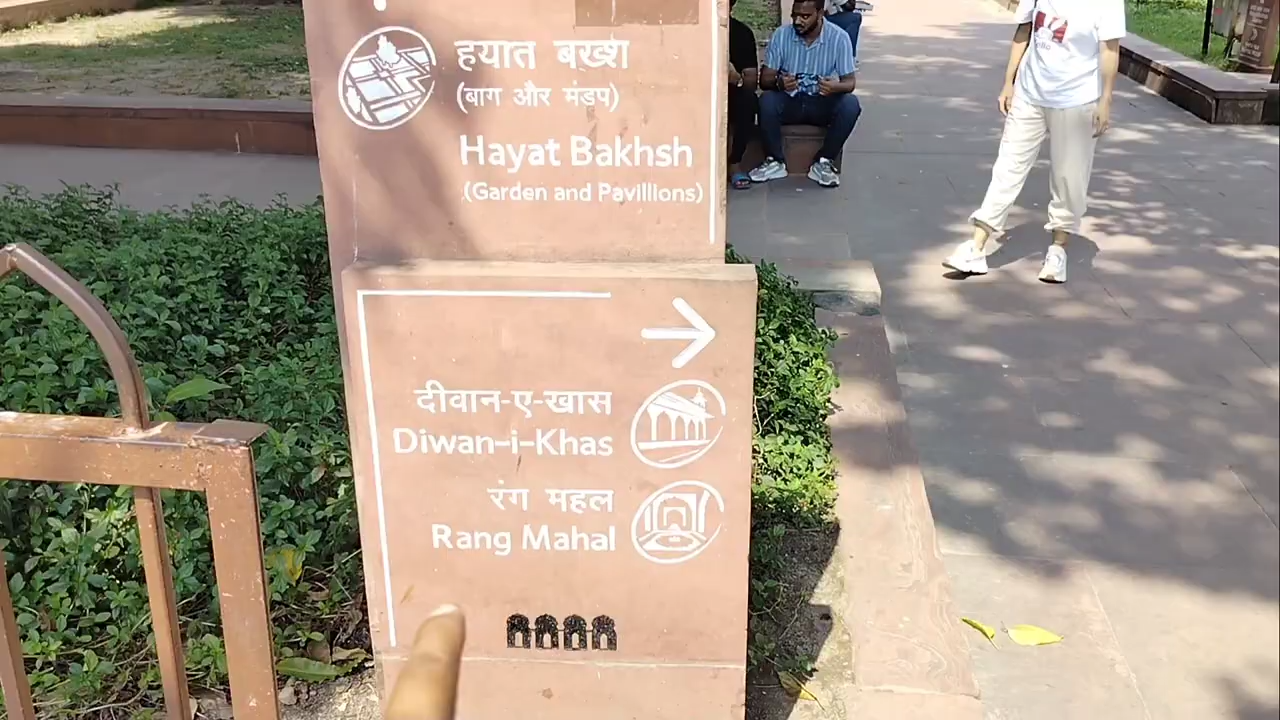 हयात बख़्श
(बाग और मंडप)
Hayat Bakhsh
(Garden and Pavillions)
दीवान-ए-खास
Diwan-i-Khas
रंग महल
Rang Mahal